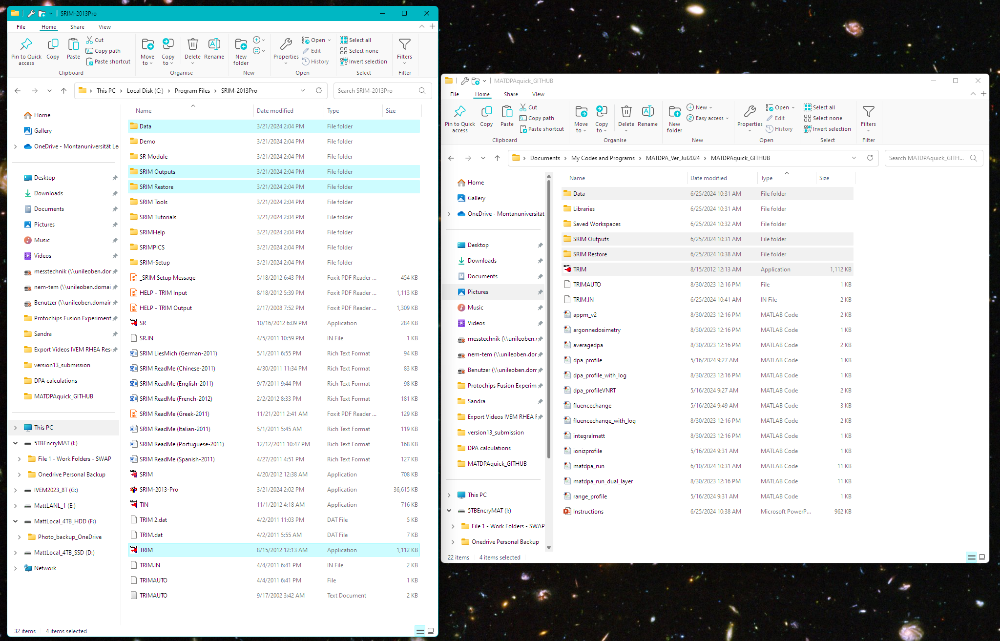 SRIM-2013Pro
File Home Share View
Pin to Quick access
Copy
Paste
Cut
Copy path
Paste shortcut
Clipboard
Move to
Copy to
Delete
Rename
Organise
New folder
New
Properties
Open
Edit
History
Open
Select all
Select none
Invert selection
Select
Filters
Filter
This PC > Local Disk (C:) > Program Files > SRIM-2013Pro
Search SRIM-2013Pro
Home
Gallery
OneDrive - Montanuniversität Le
Desktop
Downloads
Documents
Pictures
Music
Videos
messtechnik (\\unileoben.dor
nem-tem (\\unileoben.domai
Benutzer (\\unileoben.domair
Protochips Fusion Experiment
Sandra
Export Videos IVEM RHEA Res
version13_submission
DPA calculations
MATDPAquick_GITHUB
This PC
5TBEncryMAT (I:)
File 1 - Work Folders - SWAP
Onedrive Personal Backup
IVEM2023_8T (G:)
MattLANL_1 (E:)
MattLocal_4TB_HDD (F:)
Photo_backup_OneDrive
MattLocal_4TB_SSD (D:)
Network
Name Date modified Type Size
Data 3/21/2024 2:04 PM File folder
Demo 3/21/2024 2:04 PM File folder
SR Module 3/21/2024 2:04 PM File folder
SRIM Outputs 3/21/2024 2:04 PM File folder
SRIM Restore 3/21/2024 2:04 PM File folder
SRIM Tools 3/21/2024 2:04 PM File folder
SRIM Tutorials 3/21/2024 2:04 PM File folder
SRIMHelp 3/21/2024 2:04 PM File folder
SRIMPICS 3/21/2024 2:04 PM File folder
SRIM-Setup 3/21/2024 2:04 PM File folder
_SRIM Setup Message 5/18/2012 6:43 PM Foxit PDF Reader ... 454 KB
HELP - TRIM Input 8/18/2012 5:39 PM Foxit PDF Reader ... 1,113 KB
HELP - TRIM Output 2/17/2008 7:52 PM Foxit PDF Reader ... 1,309 KB
SR 10/16/2012 6:09 PM Application 284 KB
SR.IN 4/5/2011 10:59 PM IN File 1 KB
SRIM LiesMich (German-2011) 5/1/2011 6:55 PM Rich Text Format 94 KB
SRIM ReadMe (Chinese-2011) 4/30/2011 11:34 PM Rich Text Format 83 KB
SRIM ReadMe (English-2011) 9/7/2011 9:44 PM Rich Text Format 98 KB
SRIM ReadMe (French-2012) 2/2/2012 8:33 PM Rich Text Format 181 KB
SRIM ReadMe (Greek-2011) 11/21/2011 2:41 AM Foxit PDF Reader ... 129 KB
SRIM ReadMe (Italian-2011) 5/1/2011 5:45 AM Rich Text Format 119 KB
SRIM ReadMe (Portuguese-2011) 12/12/2011 10:47 PM Rich Text Format 168 KB
SRIM ReadMe (Spanish-2011) 4/27/2011 4:51 PM Rich Text Format 127 KB
SRIM 4/20/2012 12:38 AM Application 708 KB
SRIM-2013-Pro 3/21/2024 2:02 PM Application 36,615 KB
TIN 11/1/2012 4:18 AM Application 716 KB
TRIM 2.dat 4/2/2011 11:03 PM DAT File 5 KB
TRIM.dat 4/2/2011 5:55 AM DAT File 7 KB
TRIM 8/15/2012 12:13 AM Application 1,112 KB
TRIM.IN 4/4/2011 6:41 PM IN File 2 KB
TRIMAUTO 4/4/2011 6:41 PM File 1 KB
TRIMAUTO 9/17/2002 3:42 AM Text Document 2 KB
32 items 4 items selected
MATDPAquick_GITHUB
File Home Share View
Pin to Quick access
Copy
Paste
Cut
Copy path
Paste shortcut
Clipboard
Move to
Copy to
Delete
Rename
Organise
New folder
New
Easy access
New
Properties
Open
Edit
History
Open
Select all
Select none
Invert selection
Select
Filters
Filter
Documents > My Codes and Programs > MATDPA_Ver_Jul2024 > MATDPAquick_GITHUB
Search MATDPAquick_GITH...
Home
Gallery
OneDrive - Montanuniversität
Desktop
Downloads
Documents
Pictures
Music
Videos
messtechnik (\\unileoben.
nem-tem (\\unileoben.dor
Benutzer (\\unileoben.dom
Protochips Fusion Experim
Sandra
Export Videos IVEM RHEA
version13_submission
DPA calculations
MATDPAquick_GITHUB
This PC
5TBEncryMAT (I:)
File 1 - Work Folders - SWAP
Onedrive Personal Backup
Name Date modified Type Size
Data 6/25/2024 10:31 AM File folder
Libraries 6/25/2024 10:31 AM File folder
Saved Workspaces 6/25/2024 10:32 AM File folder
SRIM Outputs 6/25/2024 10:31 AM File folder
SRIM Restore 6/25/2024 10:38 AM File folder
TRIM 8/15/2012 12:13 AM Application 1,112 KB
TRIMAUTO 8/30/2023 12:16 PM File 1 KB
TRIM.IN 6/25/2024 10:41 AM IN File 2 KB
appm_v2 8/30/2023 12:16 PM MATLAB Code 2 KB
argonnedosimetry 8/30/2023 12:16 PM MATLAB Code 1 KB
averagedpa 8/30/2023 12:16 PM MATLAB Code 2 KB
dpa_profile 5/16/2024 9:27 AM MATLAB Code 1 KB
dpa_profile_with_log 8/30/2023 12:16 PM MATLAB Code 1 KB
dpa_profileVNRT 5/16/2024 9:27 AM MATLAB Code 2 KB
fluencechange 5/16/2024 9:49 AM MATLAB Code 3 KB
fluencechange_with_log 8/30/2023 12:16 PM MATLAB Code 2 KB
integralmatt 8/30/2023 12:16 PM MATLAB Code 1 KB
ionizprofile 5/16/2024 9:31 AM MATLAB Code 1 KB
matdpa_run 6/10/2024 10:31 AM MATLAB Code 11 KB
matdpa_run_dual_layer 8/30/2023 12:16 PM MATLAB Code 11 KB
range_profile 5/16/2024 9:31 AM MATLAB Code 1 KB
Instructions 6/25/2024 10:38 AM Microsoft PowerP... 962 KB
22 items 4 items selected